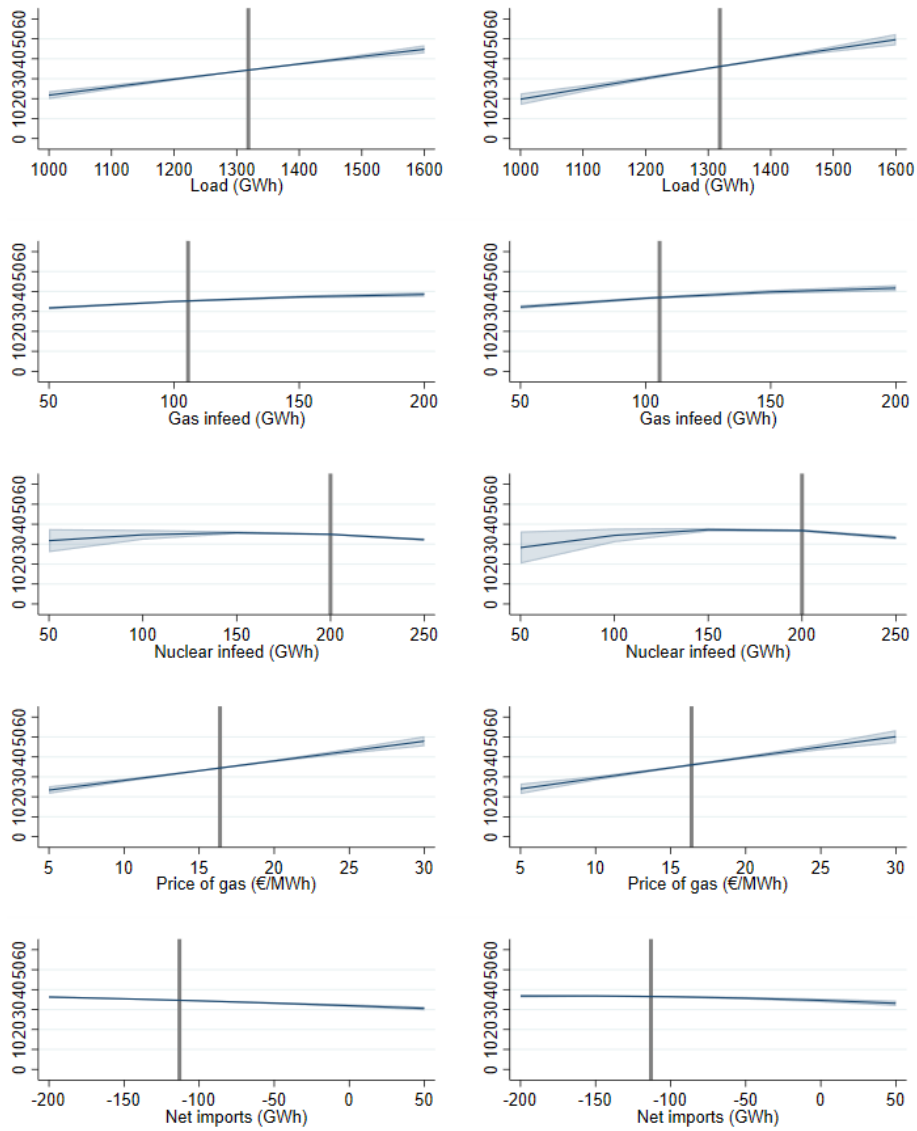 0 10 20 30 40 50 60
1000 1100 1200 1300 1400 1500 1600
Load (GWh)
0 10 20 30 40 50 60
1000 1100 1200 1300 1400 1500 1600
Load (GWh)
0 10 20 30 40 50 60
50 100 150 200
Gas infeed (GWh)
0 10 20 30 40 50 60
50 100 150 200
Gas infeed (GWh)
0 10 20 30 40 50 60
50 100 150 200 250
Nuclear infeed (GWh)
0 10 20 30 40 50 60
50 100 150 200 250
Nuclear infeed (GWh)
0 10 20 30 40 50 60
5 10 15 20 25 30
Price of gas (€/MWh)
0 10 20 30 40 50 60
5 10 15 20 25 30
Price of gas (€/MWh)
0 10 20 30 40 50 60
-200 -150 -100 -50 0 50
Net imports (GWh)
0 10 20 30 40 50 60
-200 -150 -100 -50 0 50
Net imports (GWh)